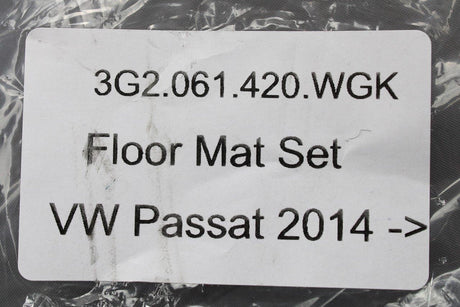 3G2.061.420.WGK
Floor Mat Set
VW Passat 2014 ->